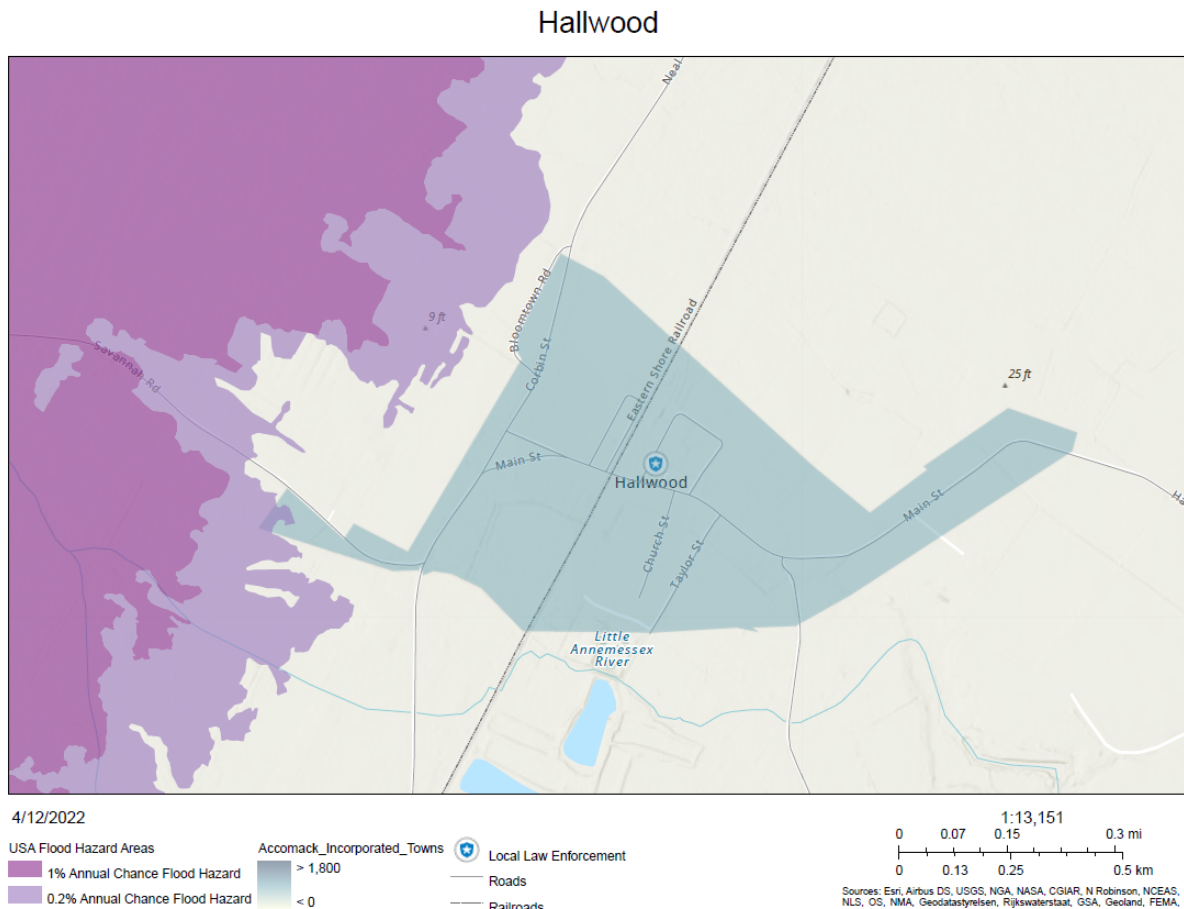 Hallwood
Neal
9 ft
Bloomtown Rd
Corbin St
Eastern Shore Railroad
Savannah Rd
25 ft
Main St
Hallwood
Main St
Church St
Taylor St
Little
Annemessex
River
4/12/2022
USA Flood Hazard Areas
1% Annual Chance Flood Hazard
0.2% Annual Chance Flood Hazard
Accomack_Incorporated_Towns
> 1,800
< 0
Local Law Enforcement
Roads
Railroads
1:13,151
0 0.07 0.15 0.3 mi
0 0.13 0.25 0.5 km
Sources: Esri, Airbus DS, USGS, NGA, NASA, CGIAR, N Robinson, NCEAS,
NLS, OS, NMA, Geodatastyrelsen, Rijkswaterstaat, GSA, Geoland, FEMA,